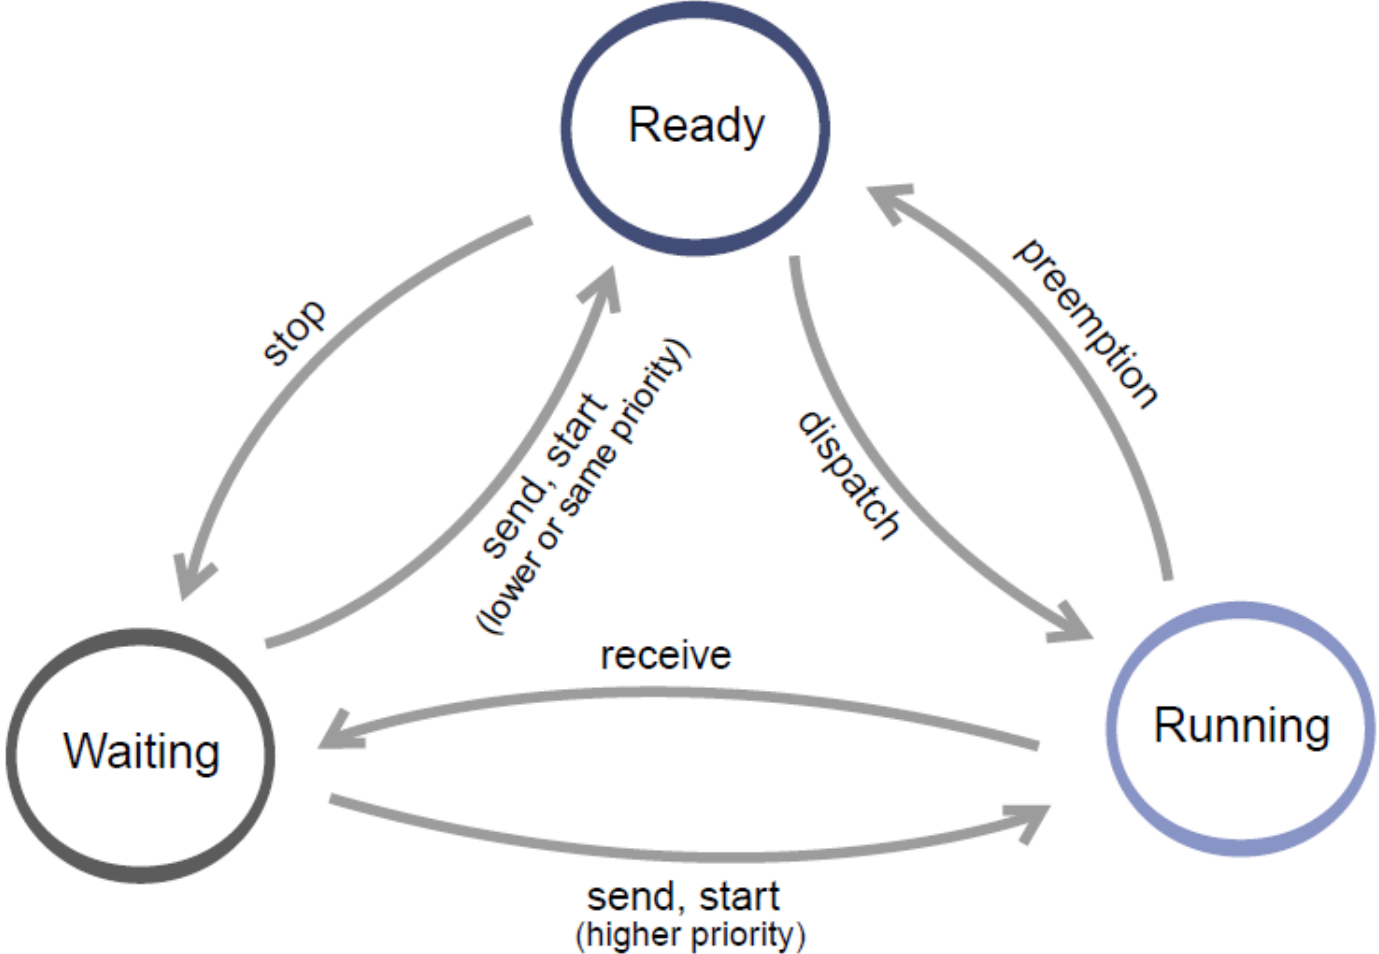 Ready
preemption
stop
send, start
(lower or same priority)
dispatch
receive
Waiting
Running
send, start
(higher priority)